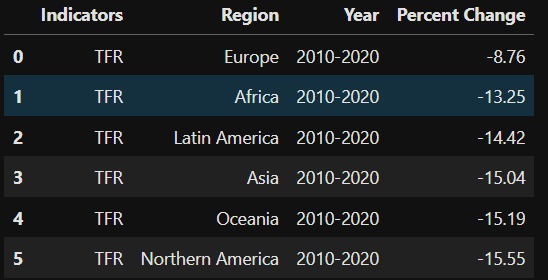 Indicators Region Year Percent Change
0 TFR Europe 2010-2020 -8.76
1 TFR Africa 2010-2020 -13.25
2 TFR Latin America 2010-2020 -14.42
3 TFR Asia 2010-2020 -15.04
4 TFR Oceania 2010-2020 -15.19
5 TFR Northern America 2010-2020 -15.55